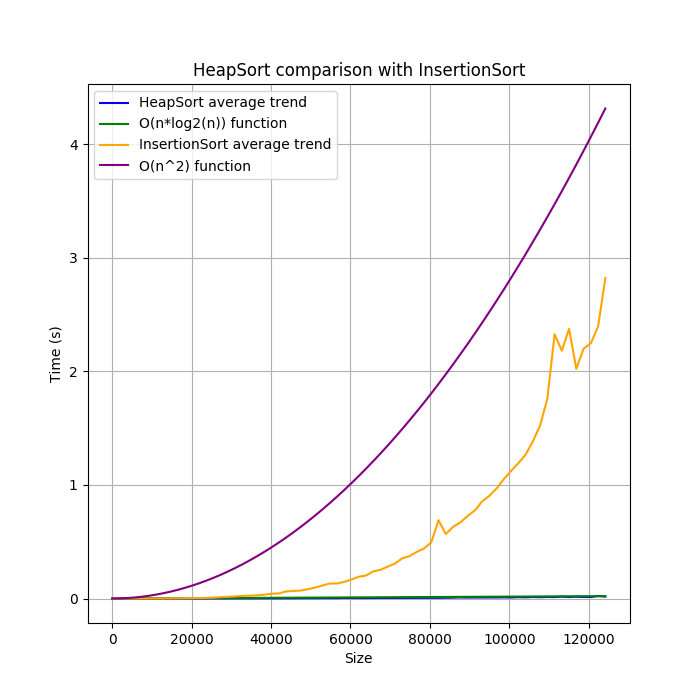 HeapSort comparison with InsertionSort
HeapSort average trend
O(n*log2(n)) function
InsertionSort average trend
O(n^2) function
4
3
2
1
0
Time (s)
0 20000 40000 60000 80000 100000 120000
Size